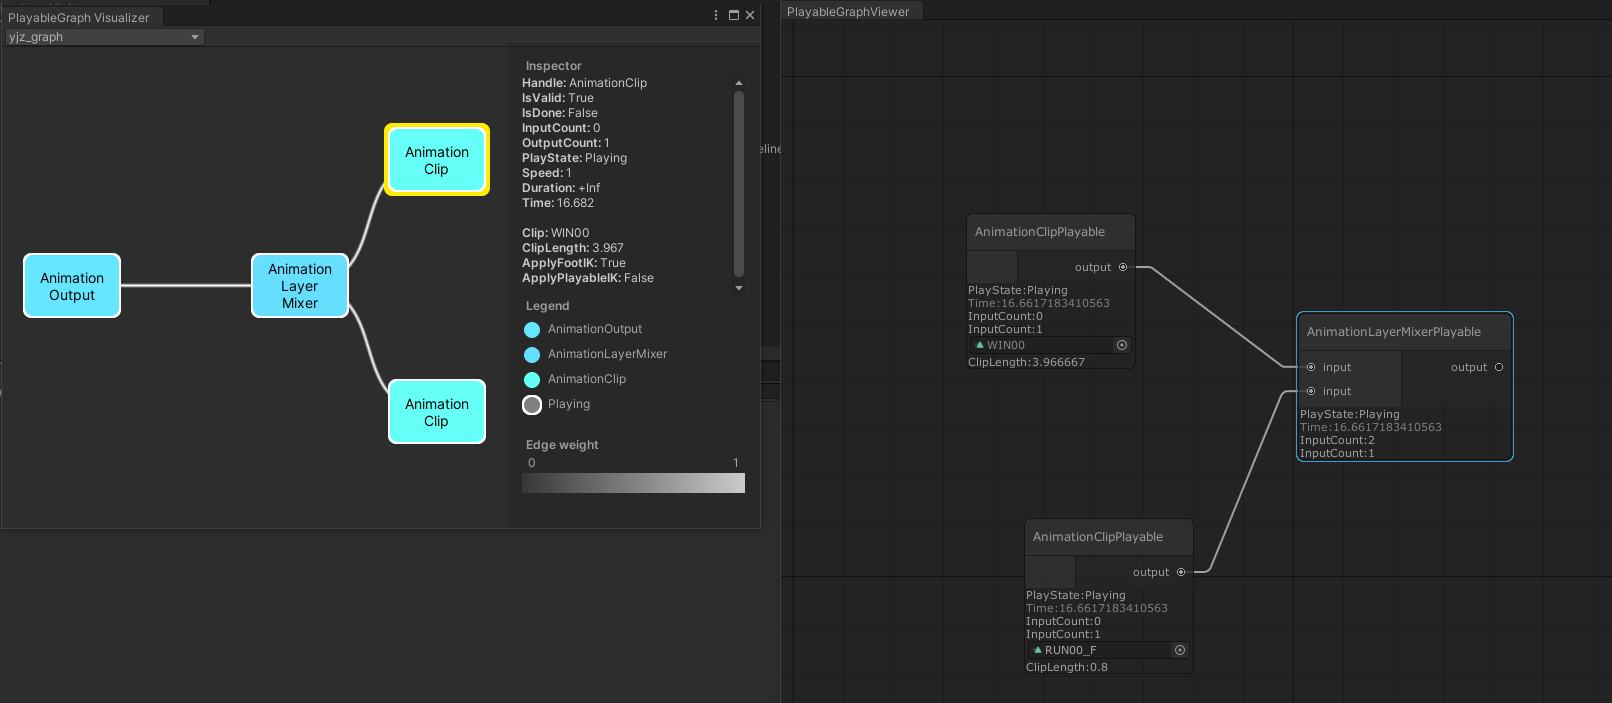 PlayableGraph Visualizer
yjz_graph
Animation
Clip
Animation
Output
Animation
Layer
Mixer
Animation
Clip
Inspector
Handle: AnimationClip
IsValid: True
IsDone: False
InputCount: 0
OutputCount: 1
PlayState: Playing
Speed: 1
Duration: +Inf
Time: 16.682
Clip: WIN00
ClipLength: 3.967
ApplyFootIK: True
ApplyPlayableIK: False
Legend
AnimationOutput
AnimationLayerMixer
AnimationClip
Playing
Edge weight
0 1
eline
PlayableGraphViewer
AnimationClipPlayable
output
PlayState:Playing
Time:16.6617183410563
InputCount:0
InputCount:1
WIN00
ClipLength:3.966667
AnimationLayerMixerPlayable
input output
input
PlayState:Playing
Time:16.6617183410563
InputCount:2
InputCount:1
AnimationClipPlayable
output
PlayState:Playing
Time:16.6617183410563
InputCount:0
InputCount:1
RUN00_F
ClipLength:0.8